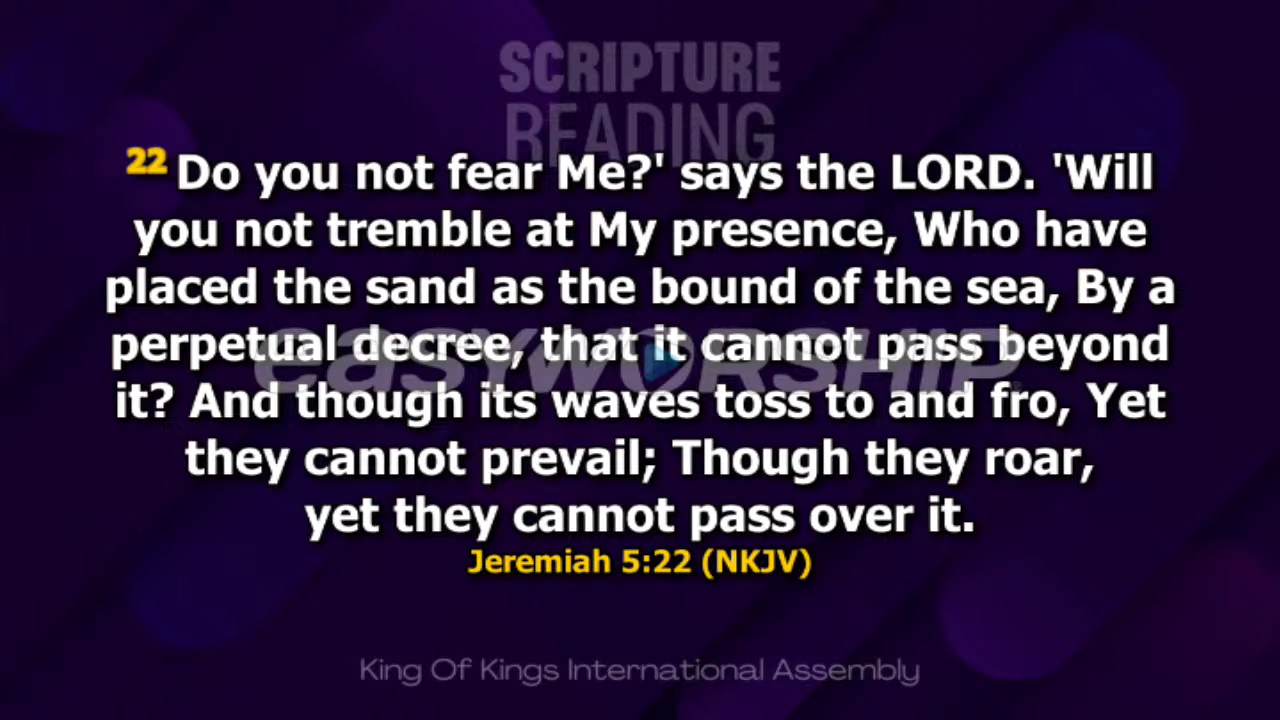 SCRIPTURE
READING
22 Do you not fear Me?' says the LORD. 'Will
you not tremble at My presence, Who have
placed the sand as the bound of the sea, By a
perpetual decree, that it cannot pass beyond
it? And though its waves toss to and fro, Yet
they cannot prevail; Though they roar,
yet they cannot pass over it.
Jeremiah 5:22 (NKJV)
easyWORSHIP
King Of Kings International Assembly